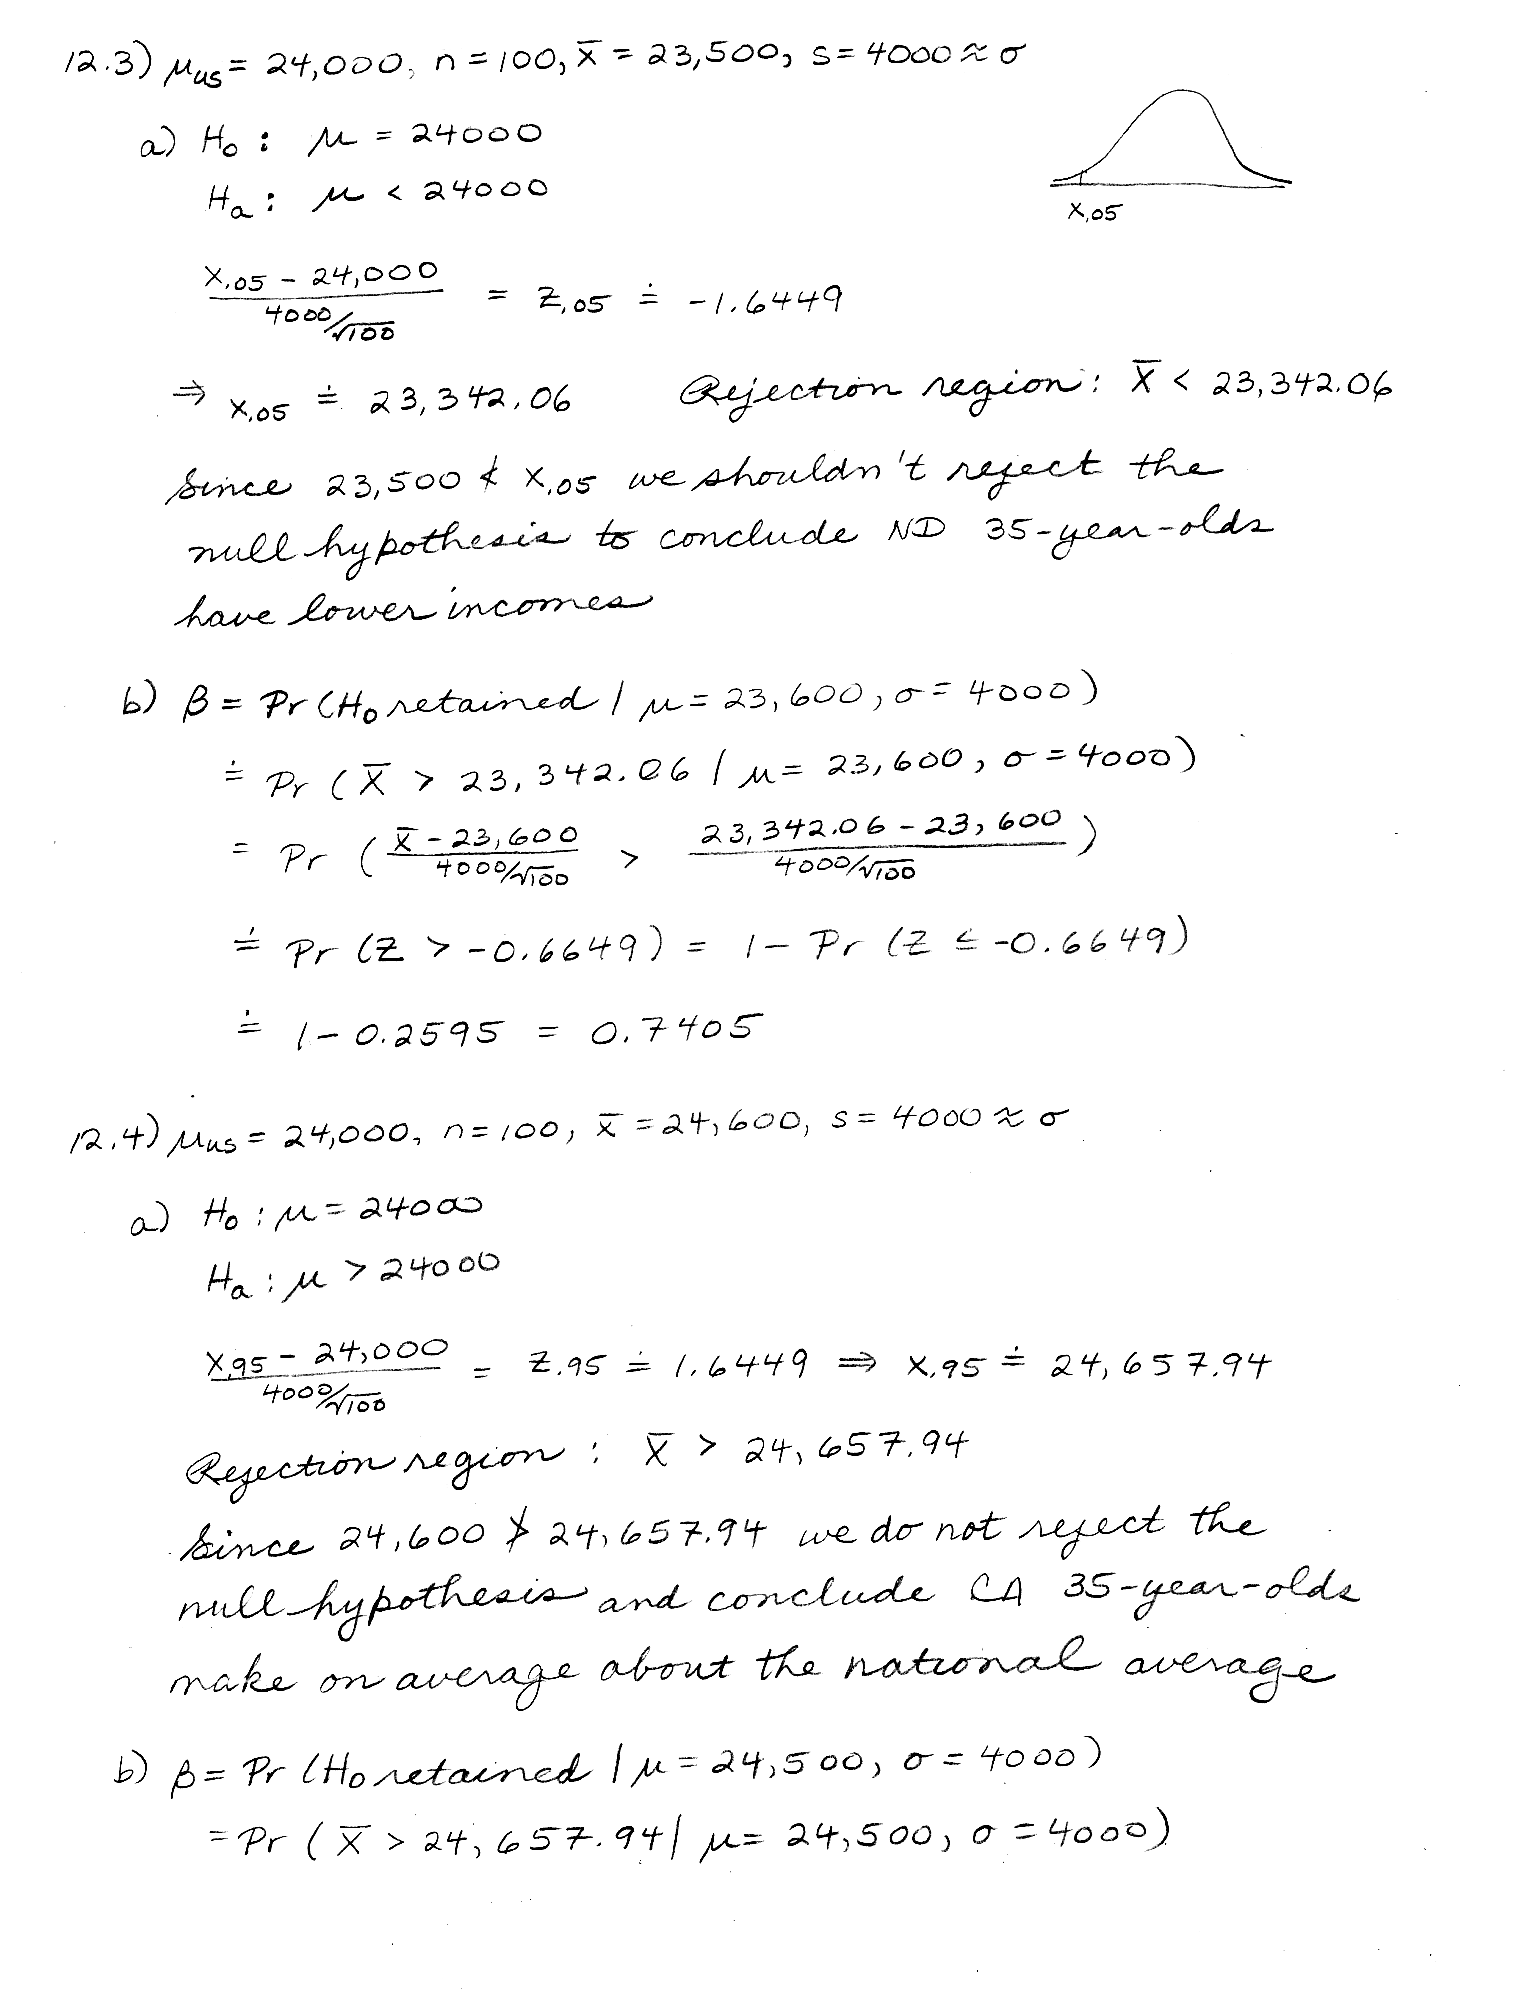 12.3) μ_US = 24,000, n = 100, x̄ = 23,500, s = 4000 ≈ σ
a) H₀ : μ = 24000
Hₐ : μ < 24000
X.05
(X.05 - 24,000)/(4000/√100) = Z.05 ≐ -1.6449
⇒ X.05 ≐ 23,342.06 Rejection region: X̄ < 23,342.06
Since 23,500 ≮ X.05 we shouldn't reject the
null hypothesis to conclude ND 35-year-olds
have lower incomes
b) β = Pr (H₀ retained | μ = 23,600, σ = 4000)
≐ Pr (X̄ > 23,342.06 | μ = 23,600, σ = 4000)
= Pr ( (X̄ - 23,600)/(4000/√100) > (23,342.06 - 23,600)/(4000/√100) )
≐ Pr (Z > -0.6649) = 1 - Pr (Z ≤ -0.6649)
≐ 1 - 0.2595 = 0.7405
12.4) μ_US = 24,000, n = 100, x̄ = 24,600, s = 4000 ≈ σ
a) H₀ : μ = 24000
Hₐ : μ > 24000
(X.95 - 24,000)/(4000/√100) = Z.95 ≐ 1.6449 ⇒ X.95 ≐ 24,657.94
Rejection region : X̄ > 24,657.94
Since 24,600 ≯ 24,657.94 we do not reject the
null hypothesis and conclude CA 35-year-olds
make on average about the national average
b) β = Pr (H₀ retained | μ = 24,500, σ = 4000)
= Pr (X̄ > 24,657.94 | μ = 24,500, σ = 4000)